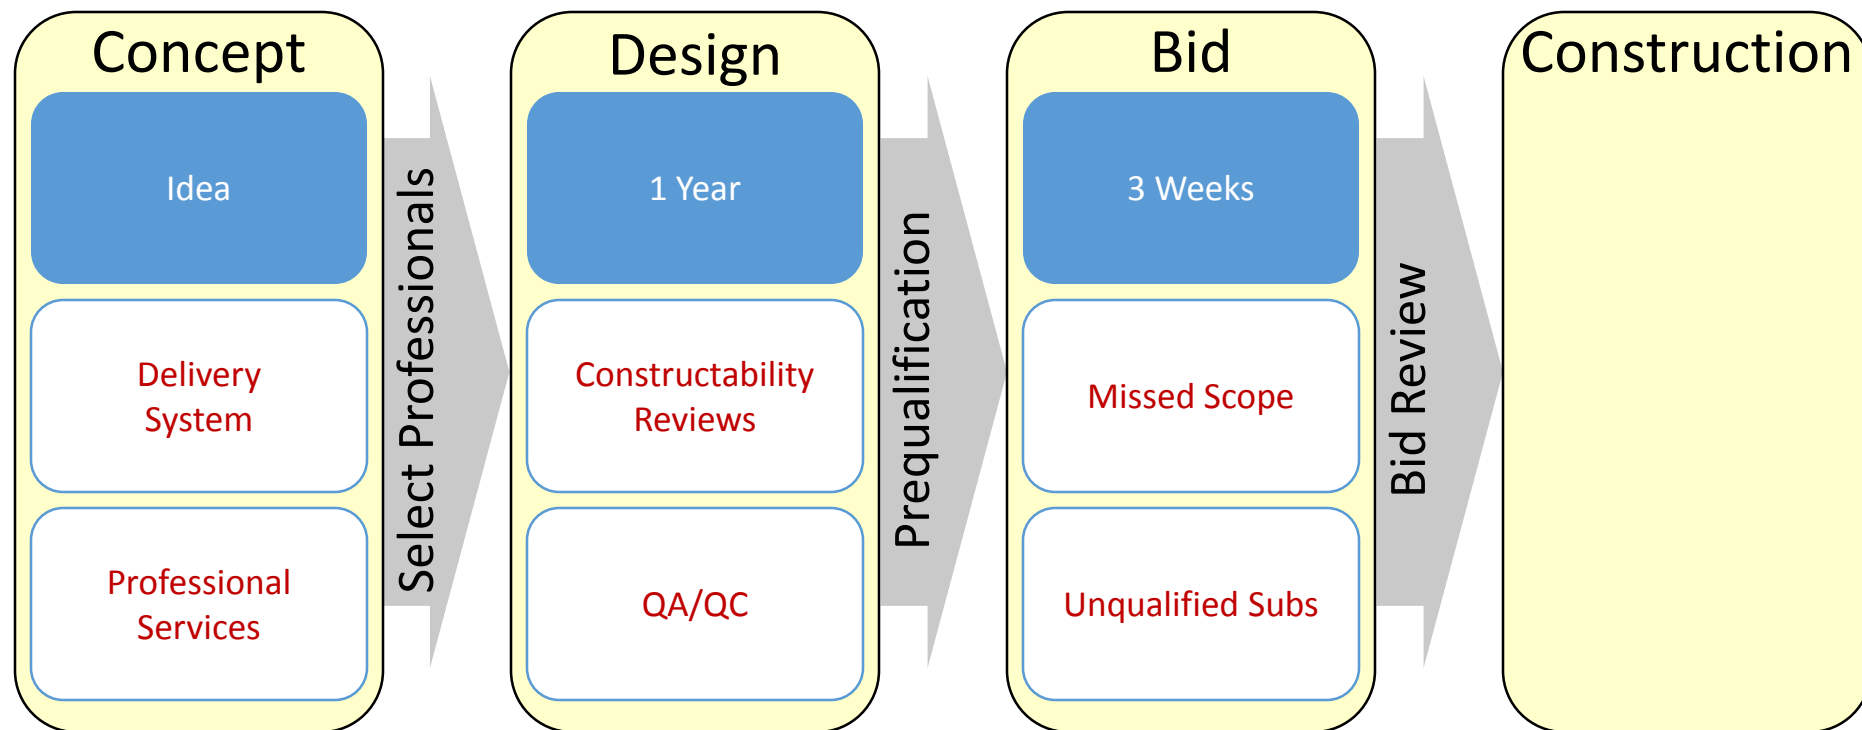 Concept
Idea
Delivery
System
Professional
Services
Select Professionals
Design
1 Year
Constructability
Reviews
QA/QC
Prequalification
Bid
3 Weeks
Missed Scope
Unqualified Subs
Bid Review
Construction